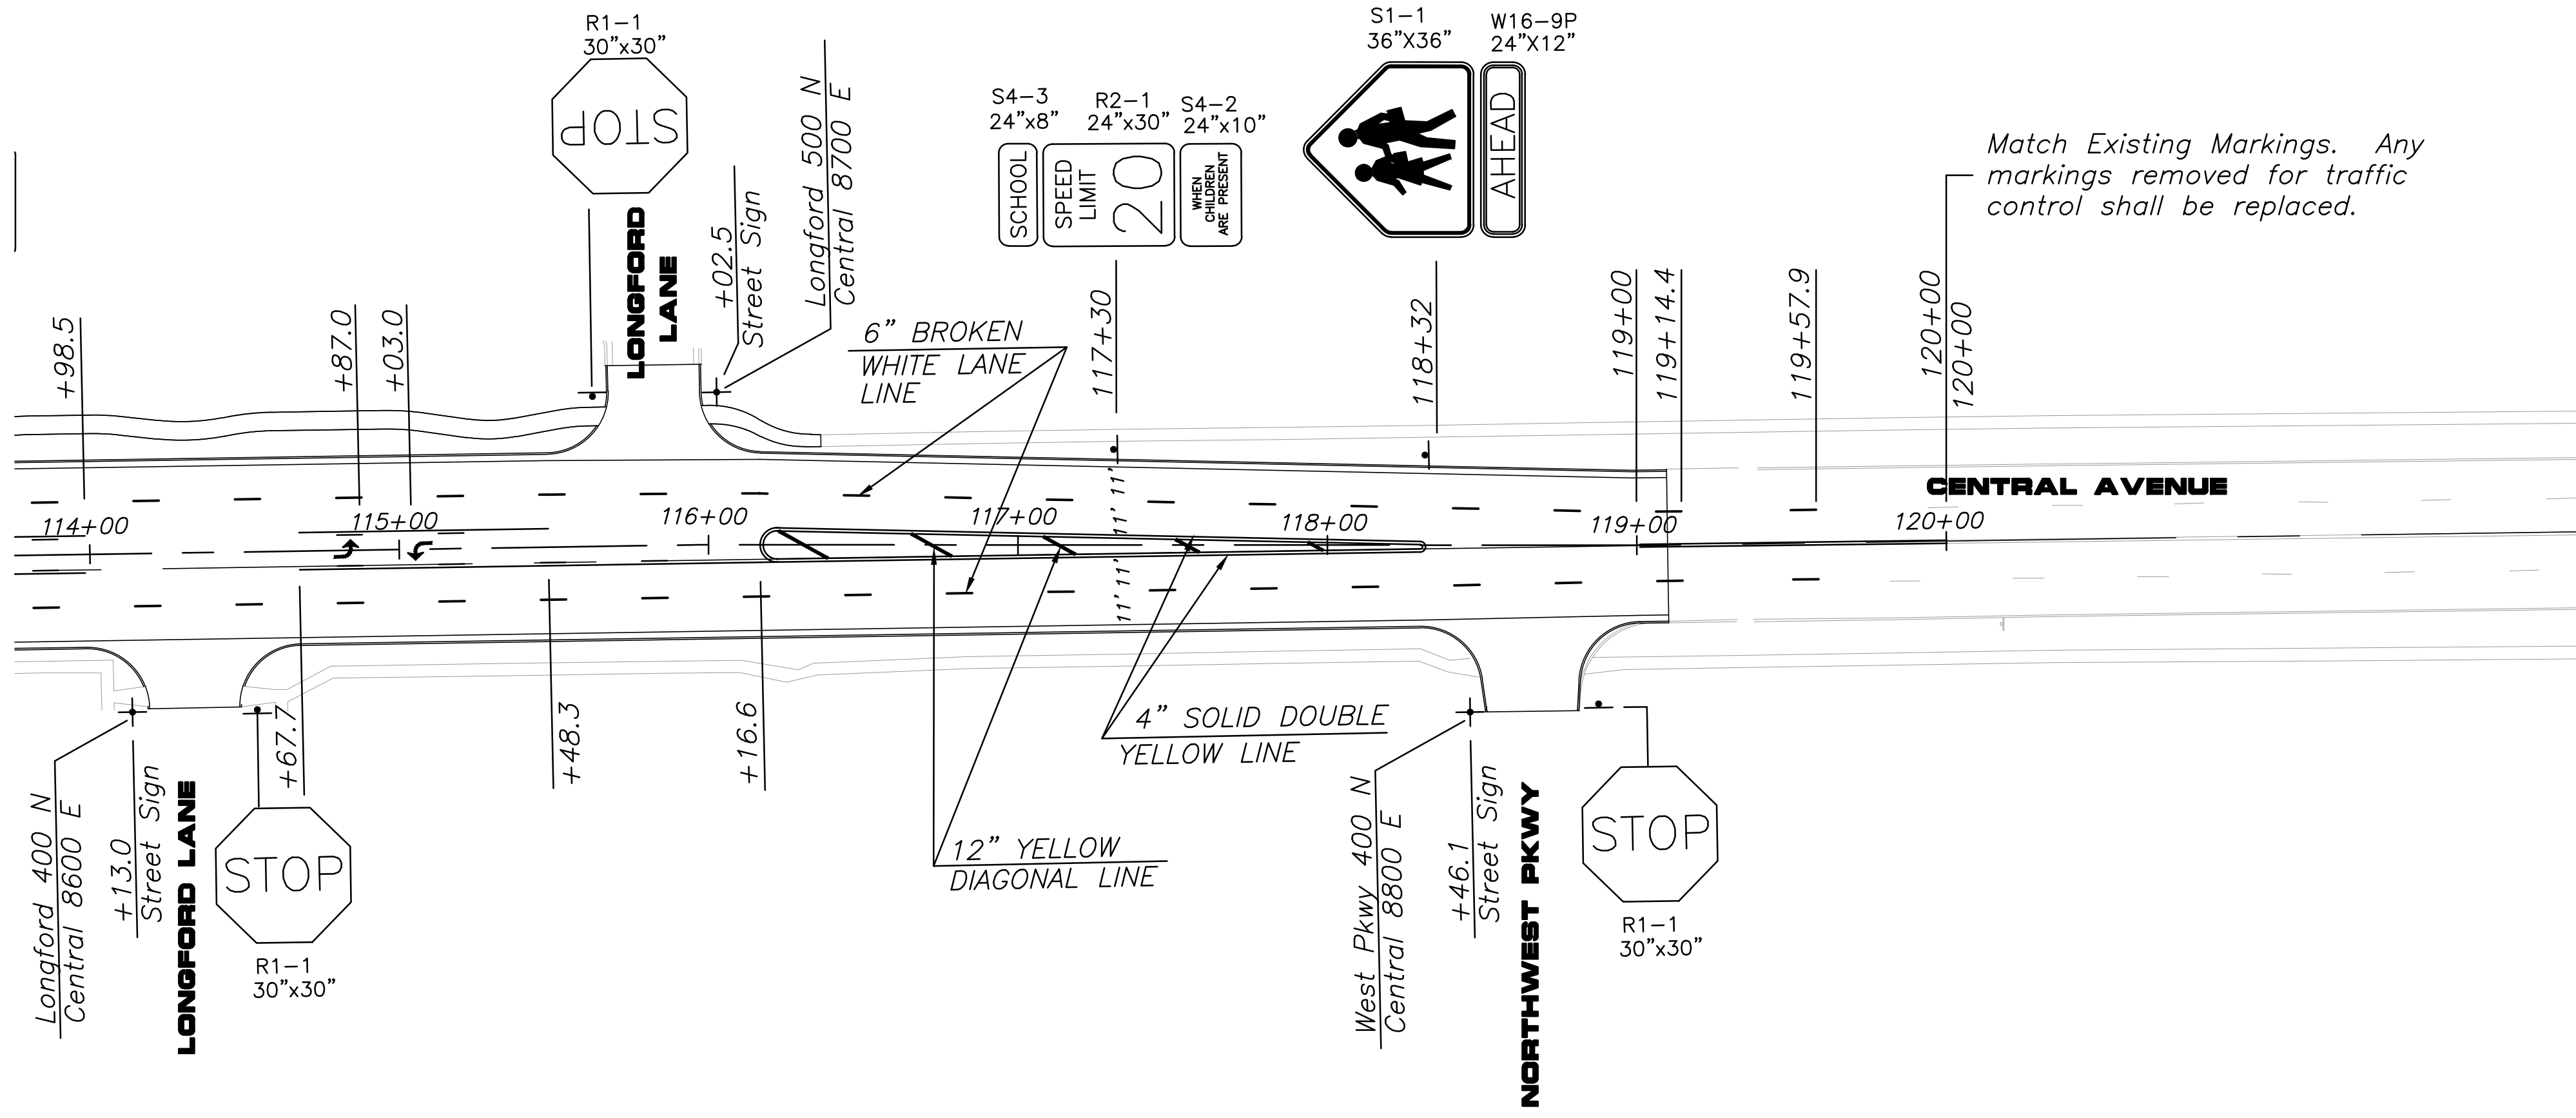 R1-1
30"x30"
STOP
LONGFORD
LANE
+02.5
Street Sign
Longford 500 N
Central 8700 E
S4-3
24"x8"
R2-1
24"x30"
S4-2
24"x10"
SCHOOL
SPEED
LIMIT
20
WHEN
CHILDREN
ARE PRESENT
S1-1
36"X36"
W16-9P
24"X12"
AHEAD
Match Existing Markings. Any
markings removed for traffic
control shall be replaced.
+98.5
+87.0
+03.0
6" BROKEN
WHITE LANE
LINE
117+30
118+32
119+00
119+14.4
119+57.9
120+00
120+00
CENTRAL AVENUE
114+00
115+00
116+00
117+00
118+00
119+00
120+00
11' 11' 11' 11'
+67.7
+48.3
+16.6
4" SOLID DOUBLE
YELLOW LINE
12" YELLOW
DIAGONAL LINE
Longford 400 N
Central 8600 E
+13.0
Street Sign
LONGFORD LANE
STOP
R1-1
30"x30"
West Pkwy 400 N
Central 8800 E
+46.1
Street Sign
NORTHWEST PKWY
STOP
R1-1
30"x30"